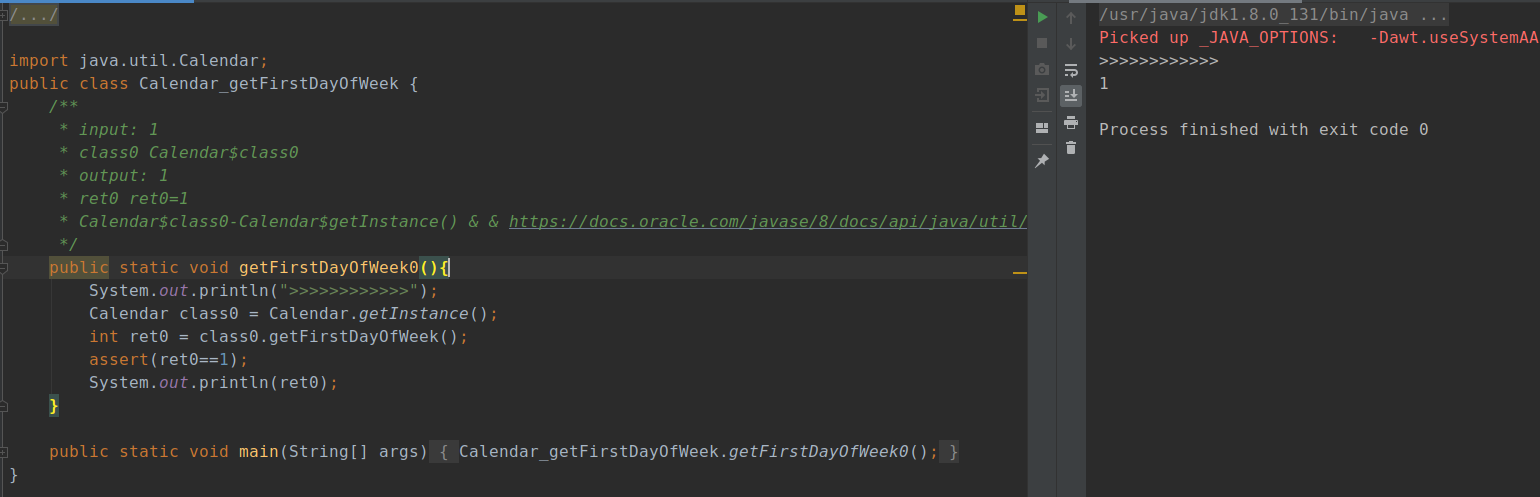 /.../
import java.util.Calendar;
public class Calendar_getFirstDayOfWeek {
/**
* input: 1
* class0 Calendar$class0
* output: 1
* ret0 ret0=1
* Calendar$class0-Calendar$getInstance() & & https://docs.oracle.com/javase/8/docs/api/java/util/
*/
public static void getFirstDayOfWeek0(){
System.out.println(">>>>>>>>>>>>");
Calendar class0 = Calendar.getInstance();
int ret0 = class0.getFirstDayOfWeek();
assert(ret0==1);
System.out.println(ret0);
}
public static void main(String[] args) { Calendar_getFirstDayOfWeek.getFirstDayOfWeek0(); }
}
/usr/java/jdk1.8.0_131/bin/java ...
Picked up _JAVA_OPTIONS:   -Dawt.useSystemAA
>>>>>>>>>>>>
1
Process finished with exit code 0